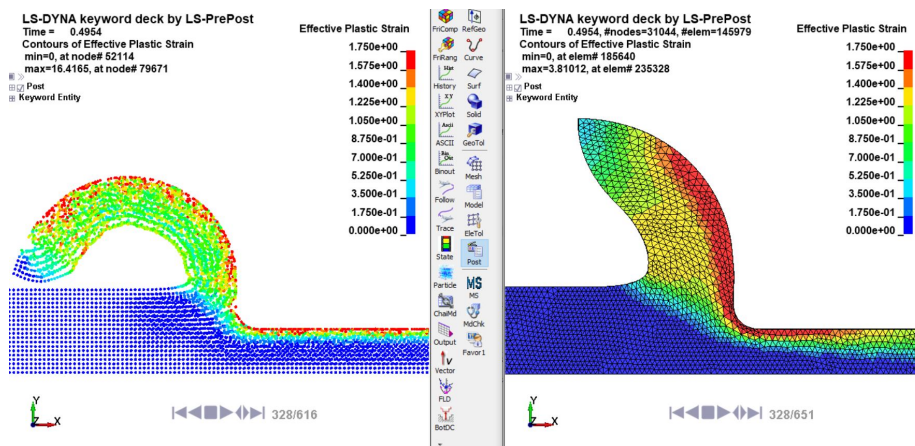 LS-DYNA keyword deck by LS-PrePost
Time = 0.4954
Contours of Effective Plastic Strain
min=0, at node# 52114
max=16.4165, at node# 79671
Post
Keyword Entity
Effective Plastic Strain
1.750e+00
1.575e+00
1.400e+00
1.225e+00
1.050e+00
8.750e-01
7.000e-01
5.250e-01
3.500e-01
1.750e-01
0.000e+00
Y
Z X
328/616
FriComp RefGeo
FriRang Curve
History Surf
XYPlot Solid
ASCII GeoTol
Binout Mesh
Follow Model
Trace EleTol
State Post
Particle MS
ChaiMd MdChk
Output Favor1
Vector
FLD
BotDC
LS-DYNA keyword deck by LS-PrePost
Time = 0.4954, #nodes=31044, #elem=145979
Contours of Effective Plastic Strain
min=0, at elem# 185640
max=3.81012, at elem# 235328
Post
Keyword Entity
Effective Plastic Strain
1.750e+00
1.575e+00
1.400e+00
1.225e+00
1.050e+00
8.750e-01
7.000e-01
5.250e-01
3.500e-01
1.750e-01
0.000e+00
Y
Z X
328/651